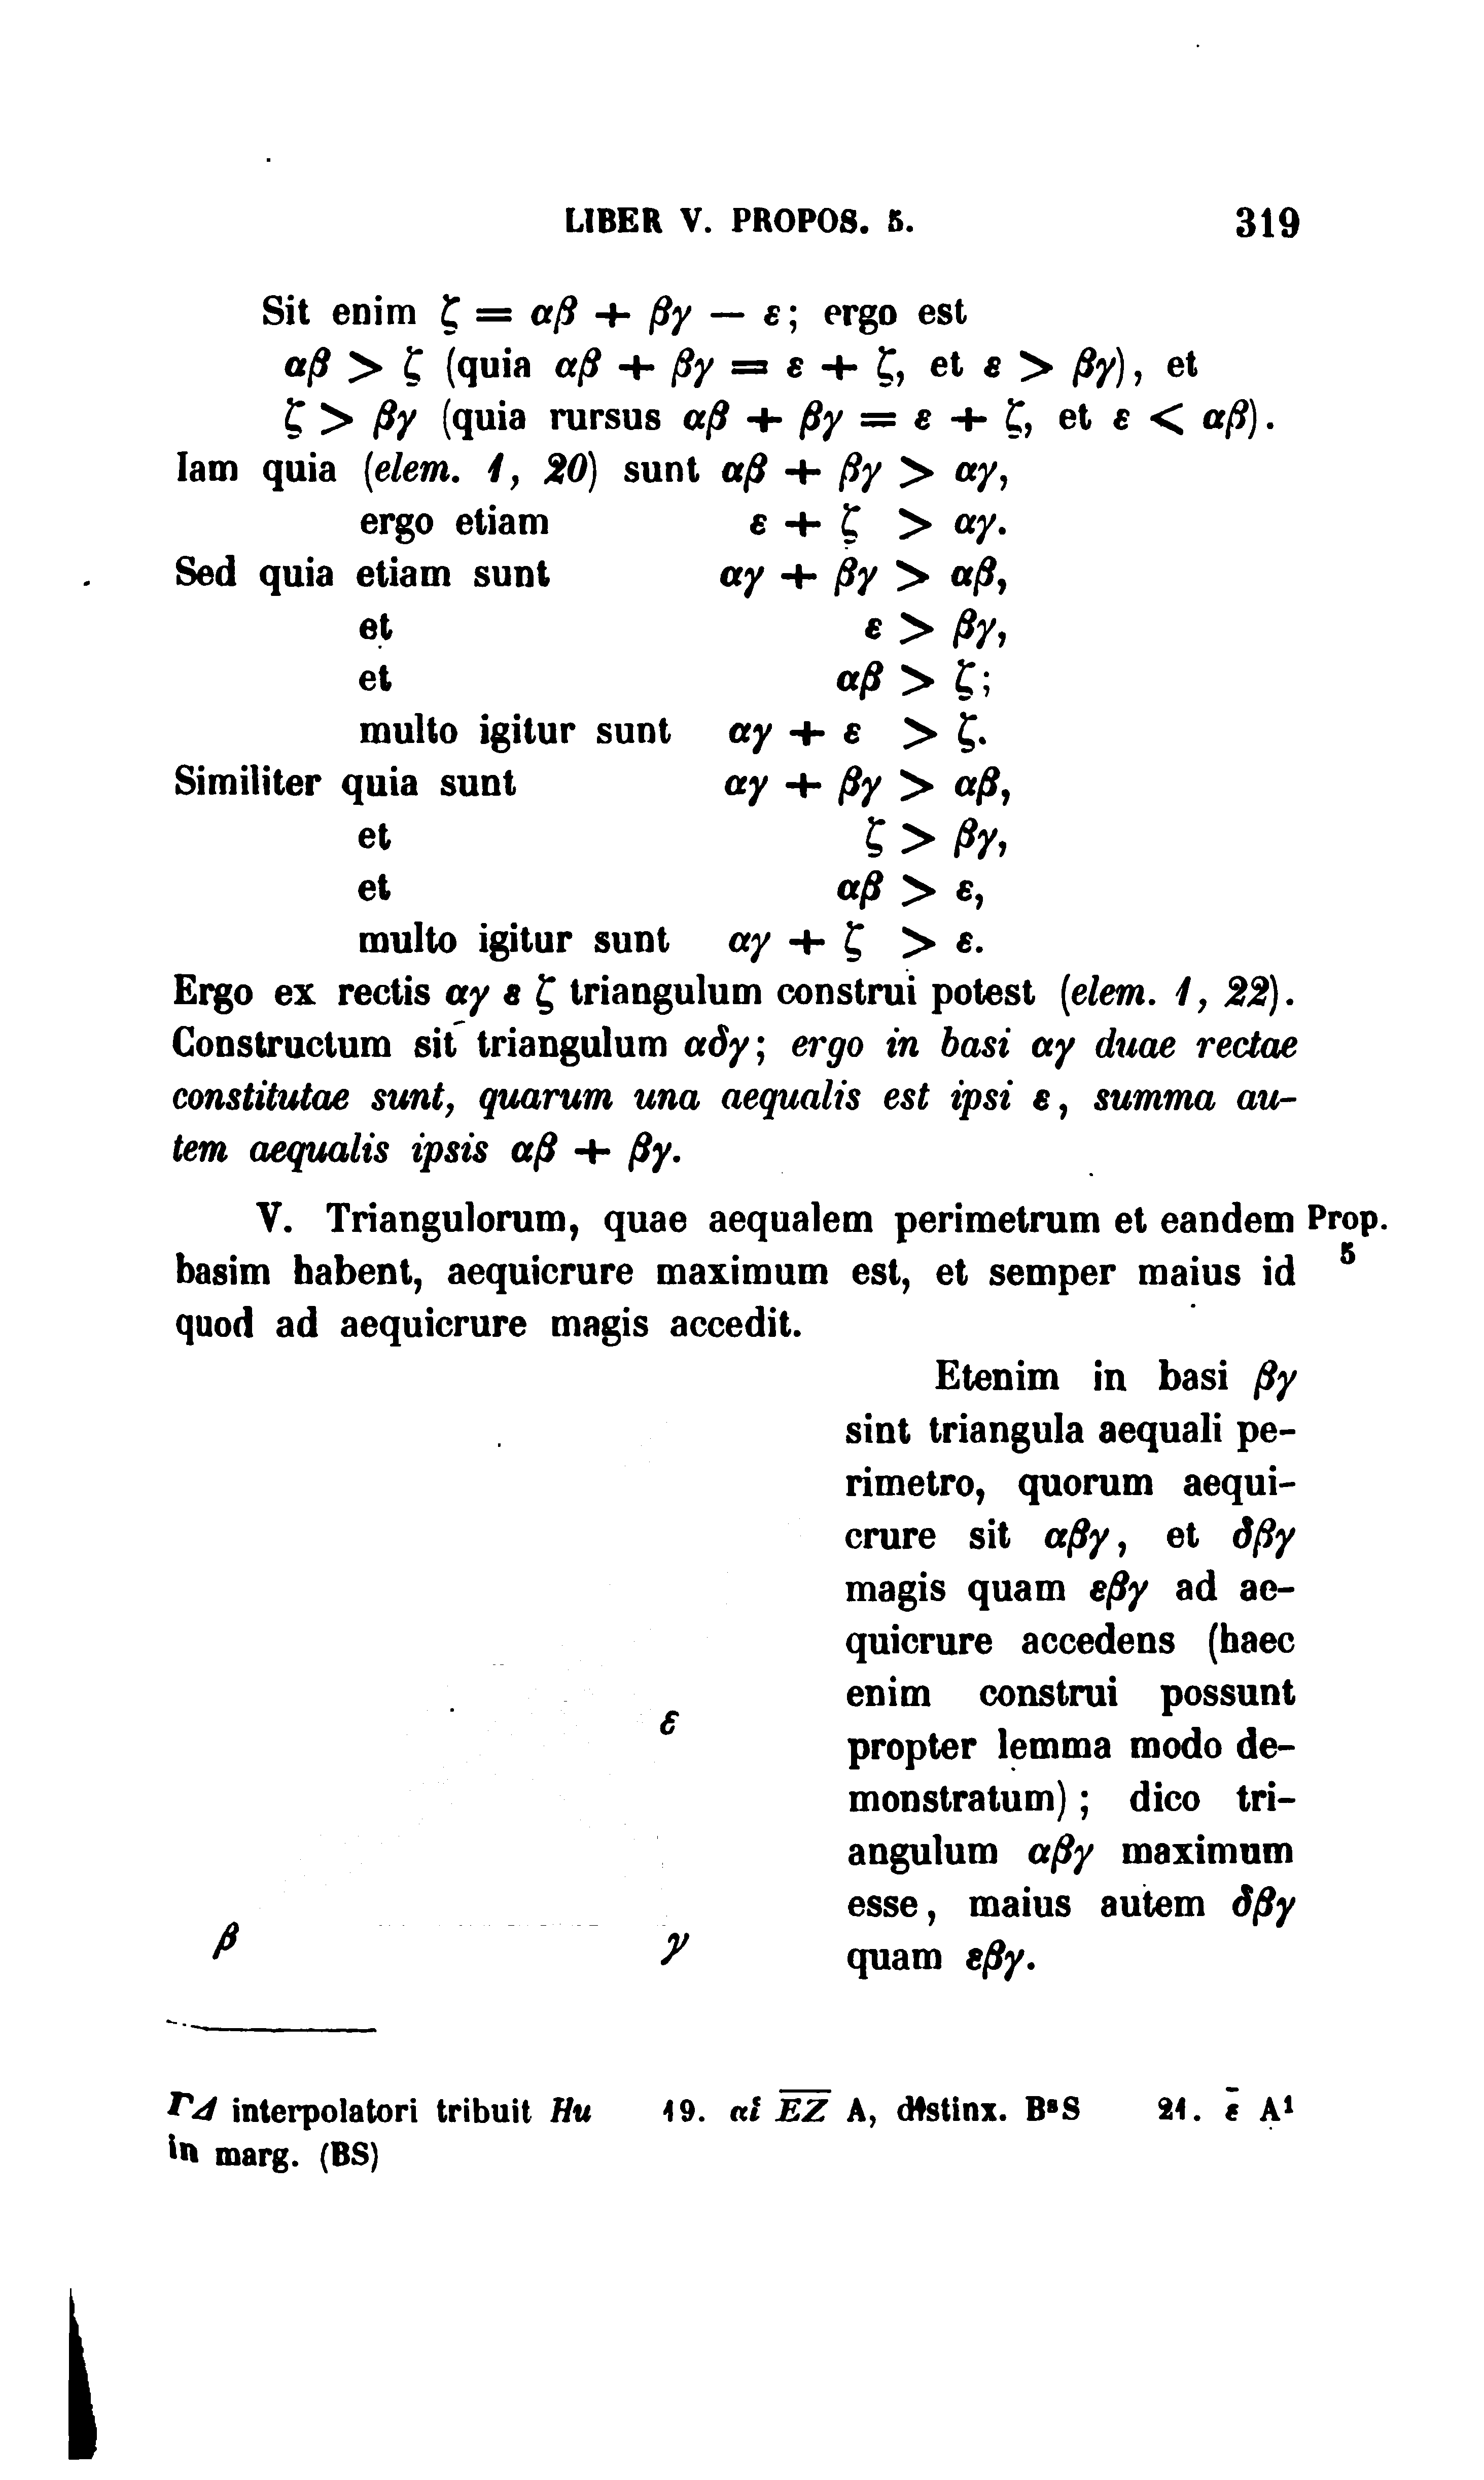 LIBER V. PROPOS. 5. 319
Sit enim ζ = αβ + βγ — ε; ergo est
αβ > ζ (quia αβ + βγ = ε + ζ, et ε > βγ), et
ζ > βγ (quia rursus αβ + βγ = ε + ζ, et ε < αβ).
Iam quia (elem. 1, 20) sunt αβ + βγ > αγ,
ergo etiam ε + ζ > αγ.
Sed quia etiam sunt αγ + βγ > αβ,
et ε > βγ,
et αβ > ζ;
multo igitur sunt αγ + ε > ζ.
Similiter quia sunt αγ + βγ > αβ,
et ζ > βγ,
et αβ > ε,
multo igitur sunt αγ + ζ > ε.
Ergo ex rectis αγ ε ζ triangulum construi potest (elem. 1, 22).
Constructum sit triangulum αδγ; ergo in basi αγ duae rectae
constitutae sunt, quarum una aequalis est ipsi ε, summa au-
tem aequalis ipsis αβ + βγ.
V. Triangulorum, quae aequalem perimetrum et eandem Prop.
basim habent, aequicrure maximum est, et semper maius id 5
quod ad aequicrure magis accedit.
Etenim in basi βγ
sint triangula aequali pe-
rimetro, quorum aequi-
crure sit αβγ, et δβγ
magis quam εβγ ad ae-
quicrure accedens (haec
enim construi possunt
propter lemma modo de-
monstratum); dico tri-
angulum αβγ maximum
esse, maius autem δβγ
quam εβγ.
ε
β γ
ΓΔ interpolatori tribuit Hu 19. αἱ EZ A, distinx. BˢS 21. ε̄ A¹
in marg. (BS)